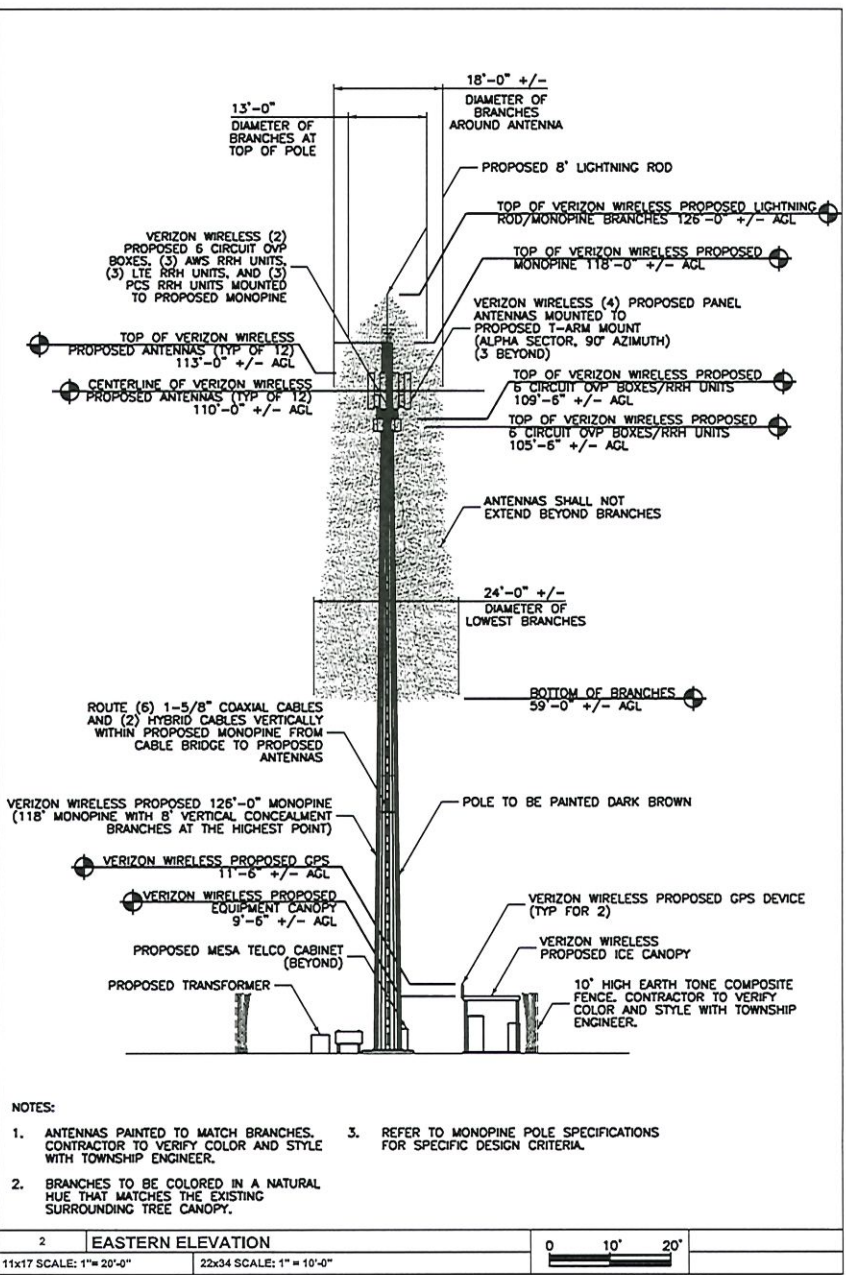 18'-0" +/-
DIAMETER OF
BRANCHES
AROUND ANTENNA
13'-0"
DIAMETER OF
BRANCHES AT
TOP OF POLE
PROPOSED 8' LIGHTNING ROD
TOP OF VERIZON WIRELESS PROPOSED LIGHTNING
ROD/MONOPINE BRANCHES 126'-0" +/- AGL
VERIZON WIRELESS (2)
PROPOSED 6 CIRCUIT OVP
BOXES, (3) AWS RRH UNITS,
(3) LTE RRH UNITS, AND (3)
PCS RRH UNITS MOUNTED
TO PROPOSED MONOPINE
TOP OF VERIZON WIRELESS PROPOSED
MONOPINE 118'-0" +/- AGL
VERIZON WIRELESS (4) PROPOSED PANEL
ANTENNAS MOUNTED TO
PROPOSED T-ARM MOUNT
(ALPHA SECTOR, 90° AZIMUTH)
(3 BEYOND)
TOP OF VERIZON WIRELESS
PROPOSED ANTENNAS (TYP OF 12)
113'-0" +/- AGL
CENTERLINE OF VERIZON WIRELESS
PROPOSED ANTENNAS (TYP OF 12)
110'-0" +/- AGL
TOP OF VERIZON WIRELESS PROPOSED
6 CIRCUIT OVP BOXES/RRH UNITS
109'-6" +/- AGL
TOP OF VERIZON WIRELESS PROPOSED
6 CIRCUIT OVP BOXES/RRH UNITS
105'-6" +/- AGL
ANTENNAS SHALL NOT
EXTEND BEYOND BRANCHES
24'-0" +/-
DIAMETER OF
LOWEST BRANCHES
BOTTOM OF BRANCHES
59'-0" +/- AGL
ROUTE (6) 1-5/8" COAXIAL CABLES
AND (2) HYBRID CABLES VERTICALLY
WITHIN PROPOSED MONOPINE FROM
CABLE BRIDGE TO PROPOSED
ANTENNAS
VERIZON WIRELESS PROPOSED 126'-0" MONOPINE
(118' MONOPINE WITH 8' VERTICAL CONCEALMENT
BRANCHES AT THE HIGHEST POINT)
POLE TO BE PAINTED DARK BROWN
VERIZON WIRELESS PROPOSED GPS
11'-6" +/- AGL
VERIZON WIRELESS PROPOSED
EQUIPMENT CANOPY
9'-6" +/- AGL
VERIZON WIRELESS PROPOSED GPS DEVICE
(TYP FOR 2)
PROPOSED MESA TELCO CABINET
(BEYOND)
VERIZON WIRELESS
PROPOSED ICE CANOPY
PROPOSED TRANSFORMER
10' HIGH EARTH TONE COMPOSITE
FENCE. CONTRACTOR TO VERIFY
COLOR AND STYLE WITH TOWNSHIP
ENGINEER.
NOTES:
1. ANTENNAS PAINTED TO MATCH BRANCHES.
CONTRACTOR TO VERIFY COLOR AND STYLE
WITH TOWNSHIP ENGINEER.
2. BRANCHES TO BE COLORED IN A NATURAL
HUE THAT MATCHES THE EXISTING
SURROUNDING TREE CANOPY.
3. REFER TO MONOPINE POLE SPECIFICATIONS
FOR SPECIFIC DESIGN CRITERIA.
2 EASTERN ELEVATION
11x17 SCALE: 1"= 20'-0" 22x34 SCALE: 1" = 10'-0"
0 10' 20'